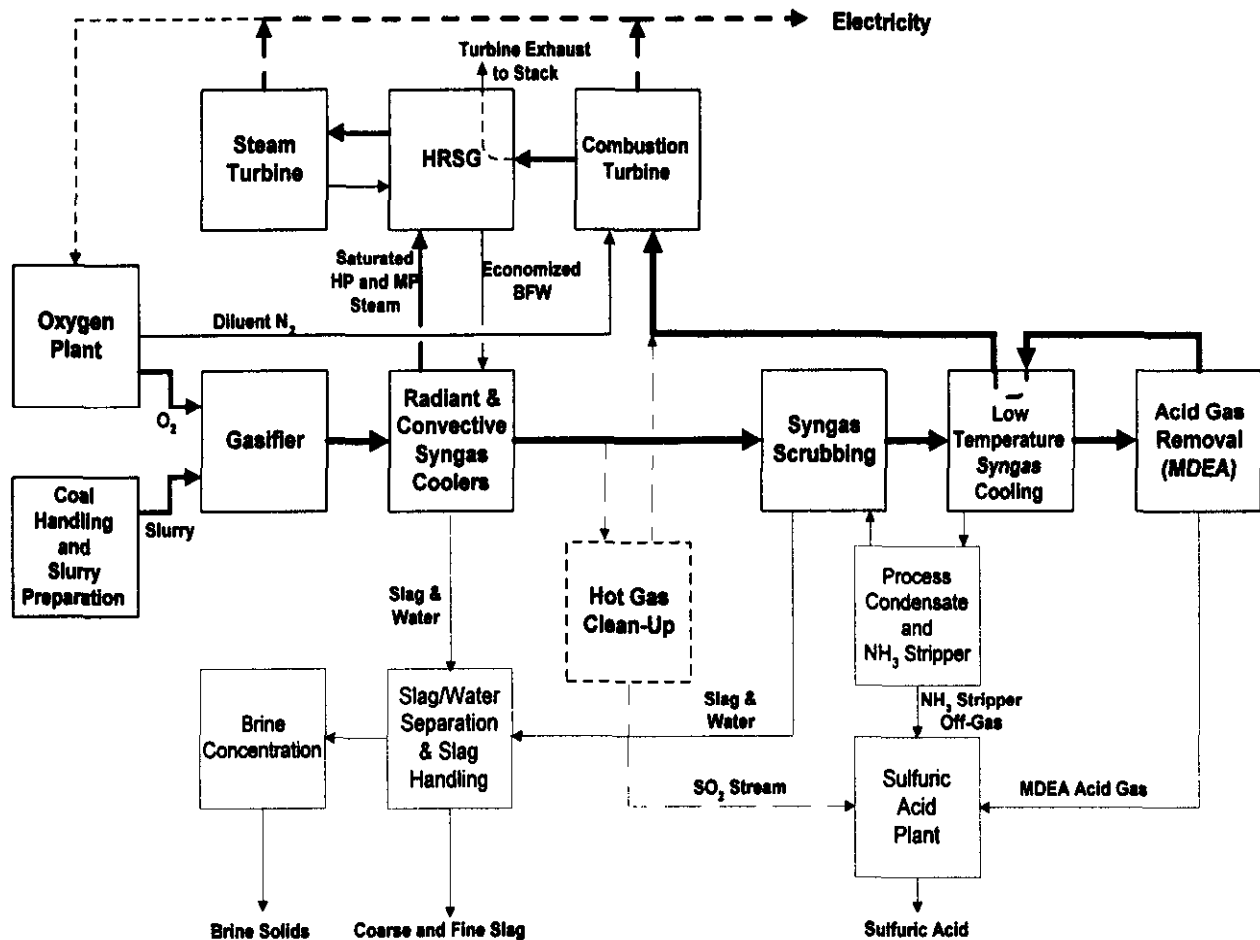 Electricity
Turbine Exhaust
to Stack
Steam
Turbine
HRSG
Combustion
Turbine
Saturated
HP and MP
Steam
Economized
BFW
Oxygen
Plant
Diluent N₂
O₂
Gasifier
Radiant &
Convective
Syngas
Coolers
Syngas
Scrubbing
Low
Temperature
Syngas
Cooling
Acid Gas
Removal
(MDEA)
Coal
Handling
and
Slurry
Preparation
Slurry
Slag &
Water
Hot Gas
Clean-Up
Process
Condensate
and
NH₃ Stripper
Brine
Concentration
Slag/Water
Separation
& Slag
Handling
Slag &
Water
NH₃ Stripper
Off-Gas
SO₂ Stream
Sulfuric
Acid
Plant
MDEA Acid Gas
Brine Solids
Coarse and Fine Slag
Sulfuric Acid